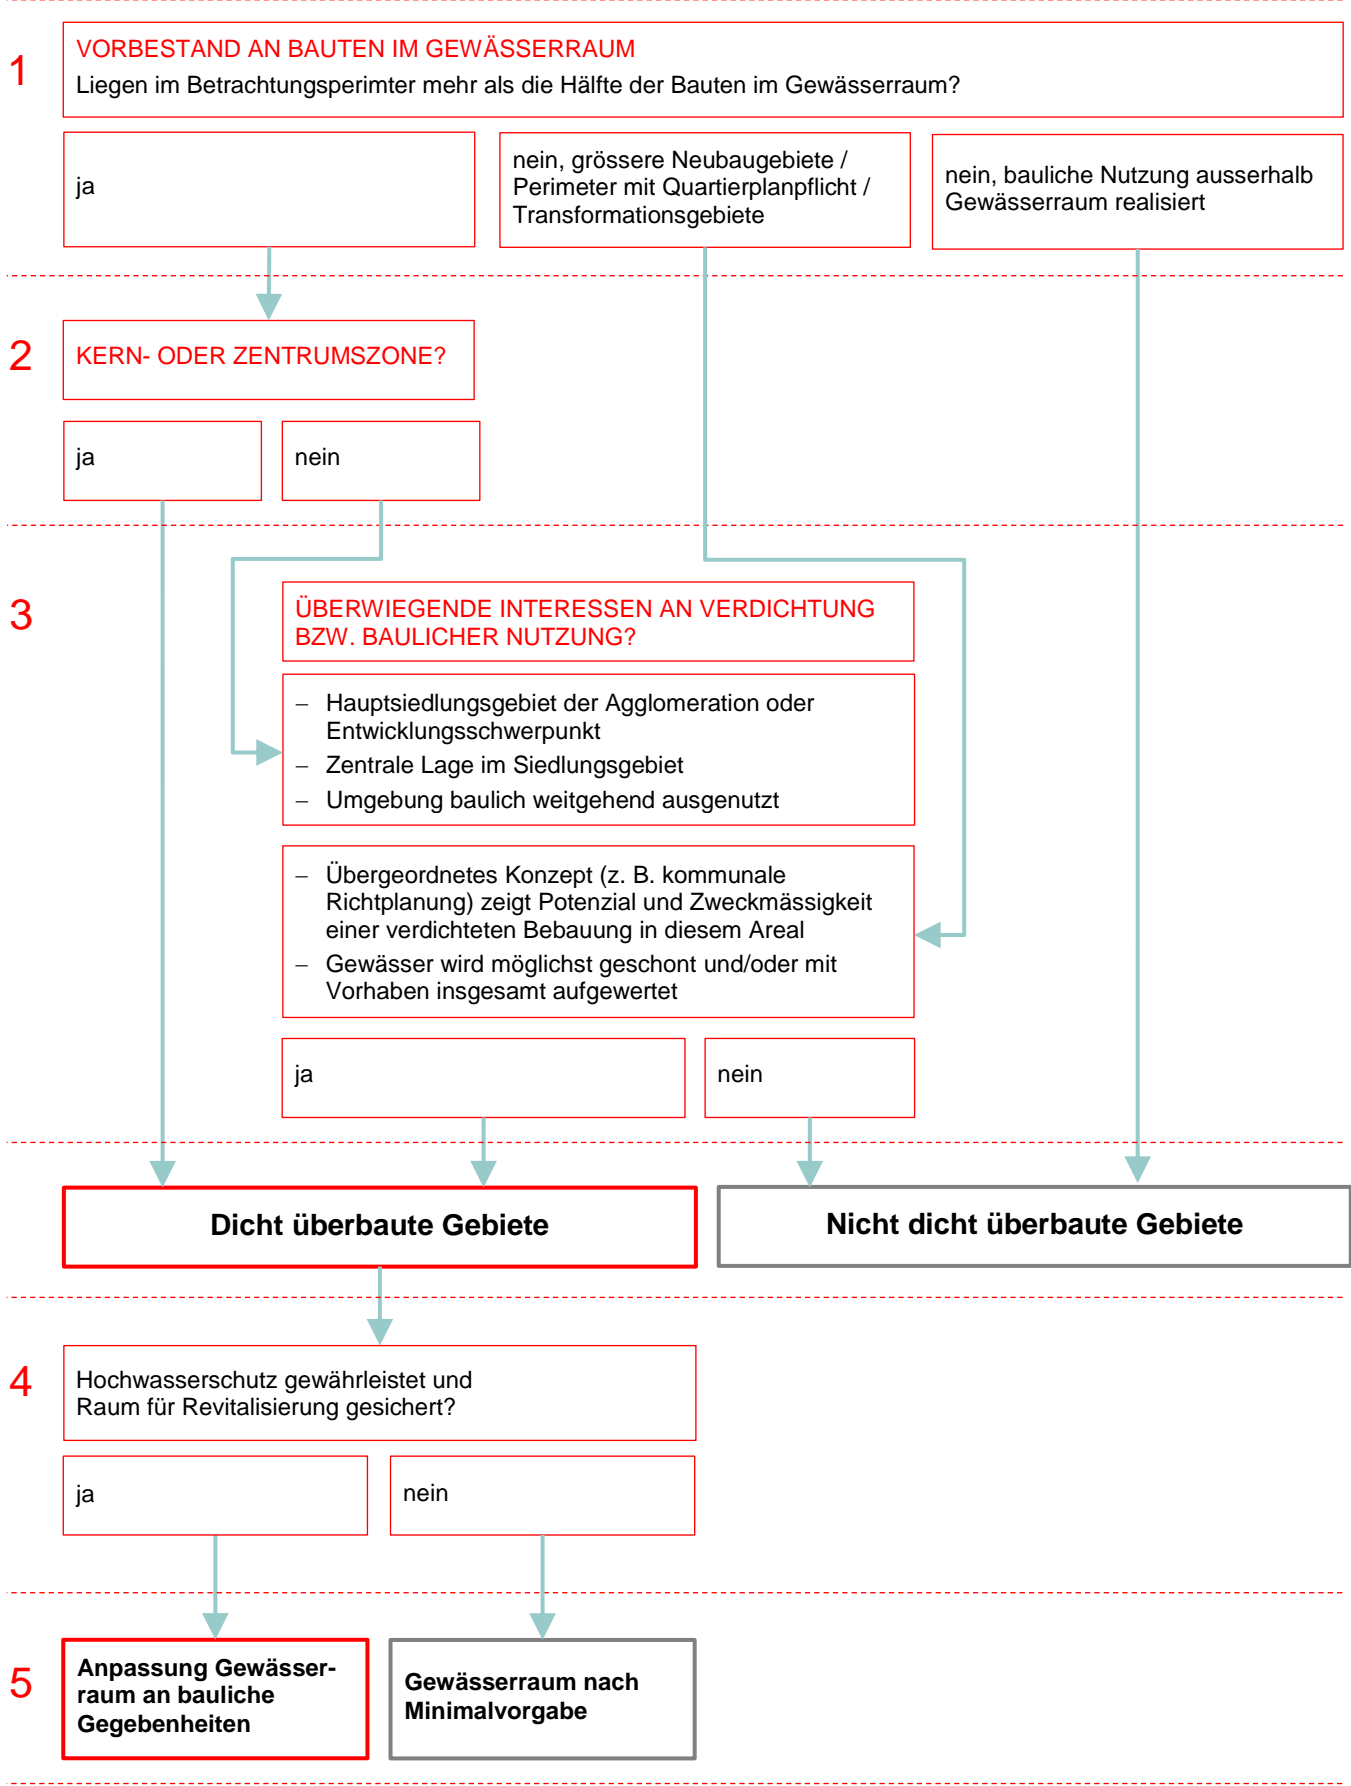 1
VORBESTAND AN BAUTEN IM GEWÄSSERRAUM
Liegen im Betrachtungsperimter mehr als die Hälfte der Bauten im Gewässerraum?
ja
nein, grössere Neubaugebiete /
Perimeter mit Quartierplanpflicht /
Transformationsgebiete
nein, bauliche Nutzung ausserhalb
Gewässerraum realisiert
2
KERN- ODER ZENTRUMSZONE?
ja
nein
3
ÜBERWIEGENDE INTERESSEN AN VERDICHTUNG
BZW. BAULICHER NUTZUNG?
– Hauptsiedlungsgebiet der Agglomeration oder
Entwicklungsschwerpunkt
– Zentrale Lage im Siedlungsgebiet
– Umgebung baulich weitgehend ausgenutzt
– Übergeordnetes Konzept (z. B. kommunale
Richtplanung) zeigt Potenzial und Zweckmässigkeit
einer verdichteten Bebauung in diesem Areal
– Gewässer wird möglichst geschont und/oder mit
Vorhaben insgesamt aufgewertet
ja
nein
Dicht überbaute Gebiete
Nicht dicht überbaute Gebiete
4
Hochwasserschutz gewährleistet und
Raum für Revitalisierung gesichert?
ja
nein
5
Anpassung Gewässer-
raum an bauliche
Gegebenheiten
Gewässerraum nach
Minimalvorgabe